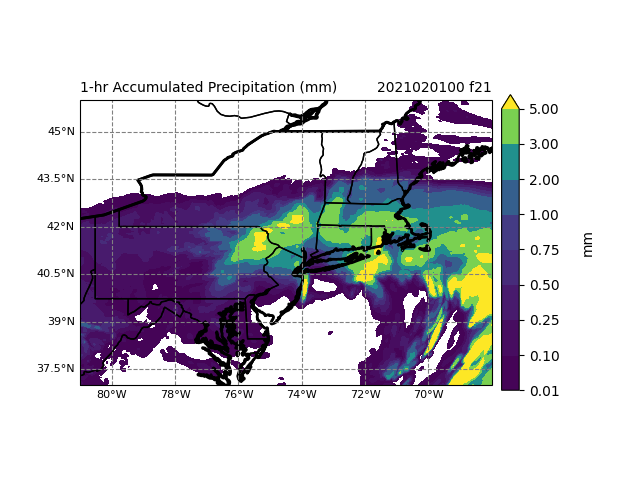 1-hr Accumulated Precipitation (mm) 2021020100 f21
45°N
43.5°N
42°N
40.5°N
39°N
37.5°N
80°W 78°W 76°W 74°W 72°W 70°W
5.00
3.00
2.00
1.00
0.75
0.50
0.25
0.10
0.01
mm